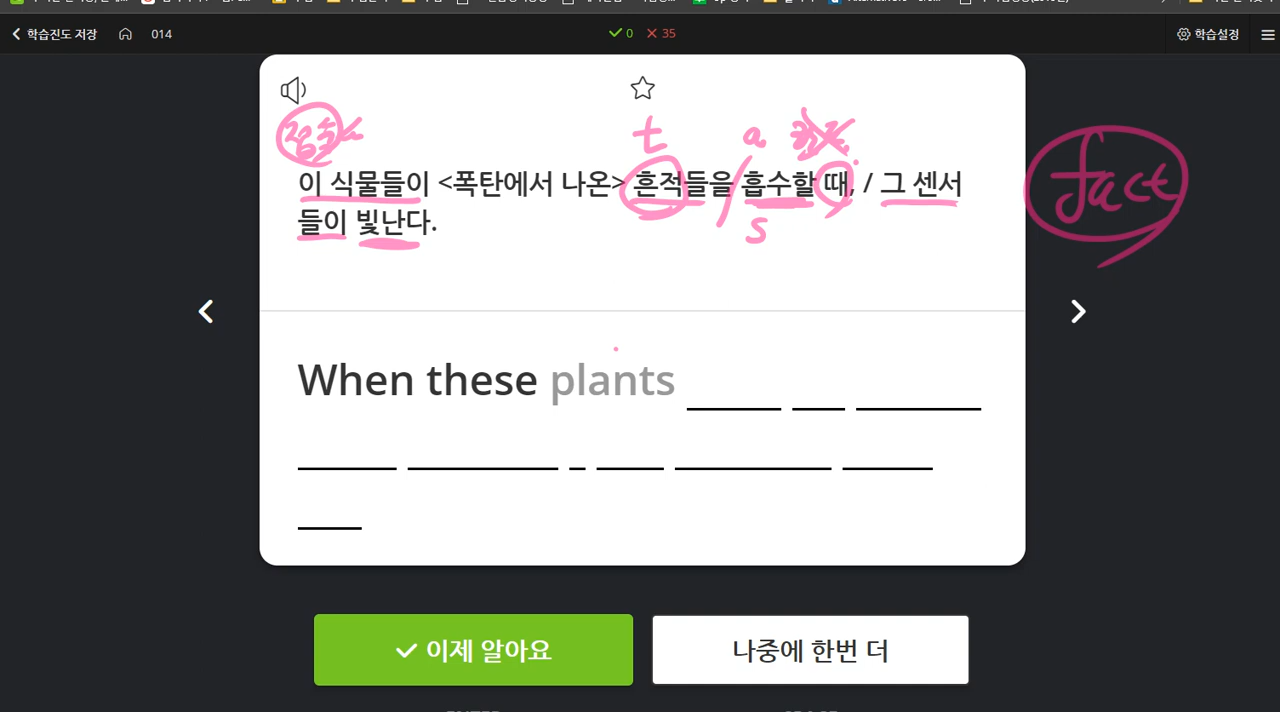 학습진도 저장
014
0
35
학습설정
t
a
fact
이 식물들이 <폭탄에서 나온> 흔적들을 흡수할 때, / 그 센서
들이 빛난다.
s
When these plants
이제 알아요
나중에 한번 더